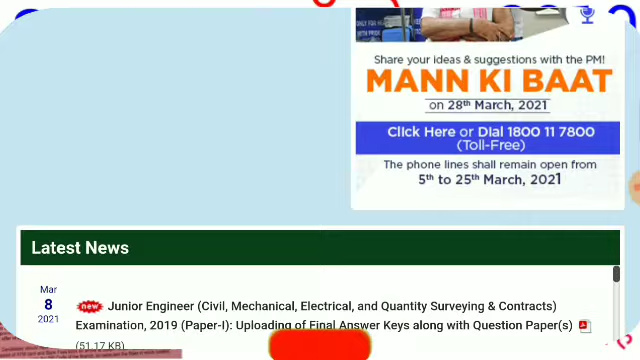 Share your ideas & suggestions with the PM!
MANN KI BAAT
on 28th March, 2021
Click Here or Dial 1800 11 7800
(Toll-Free)
The phone lines shall remain open from
5th to 25th March, 2021
Latest News
Mar
8
2021
new Junior Engineer (Civil, Mechanical, Electrical, and Quantity Surveying & Contracts)
Examination, 2019 (Paper-I): Uploading of Final Answer Keys along with Question Paper(s)
(51.17 KB)